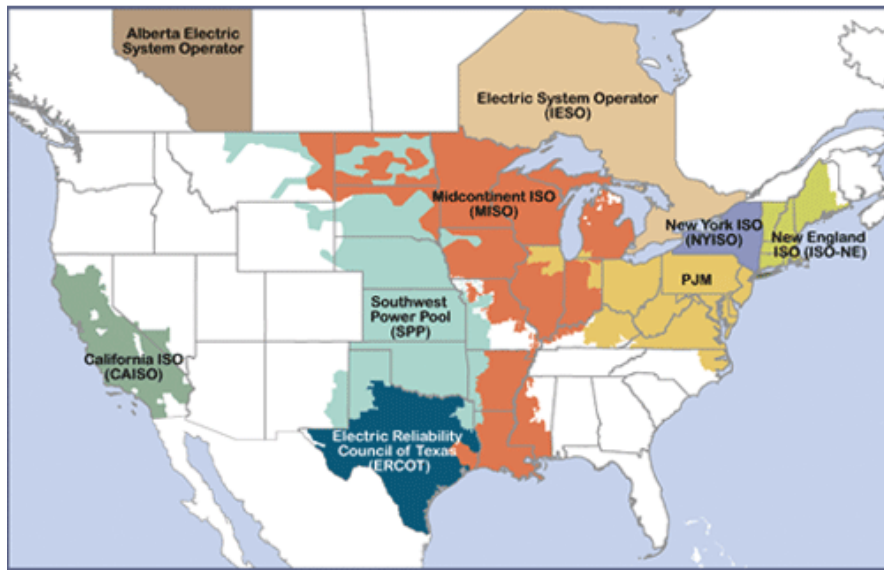 Alberta Electric
System Operator
Electric System Operator
(IESO)
Midcontinent ISO
(MISO)
New York ISO
(NYISO)
New England
ISO (ISO-NE)
PJM
Southwest
Power Pool
(SPP)
California ISO
(CAISO)
Electric Reliability
Council of Texas
(ERCOT)